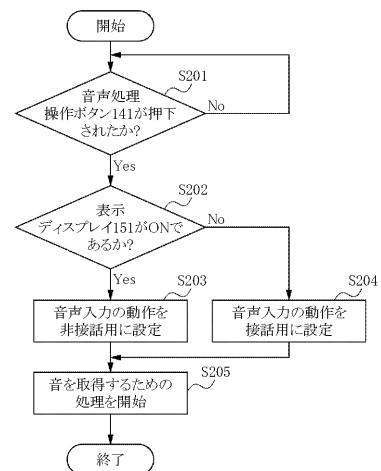 開始
S201
音声処理
操作ボタン141が押下
されたか?
No
Yes
S202
表示
ディスプレイ151がONで
あるか?
No
Yes
S203
音声入力の動作を
非接話用に設定
S204
音声入力の動作を
接話用に設定
S205
音を取得するための
処理を開始
終了